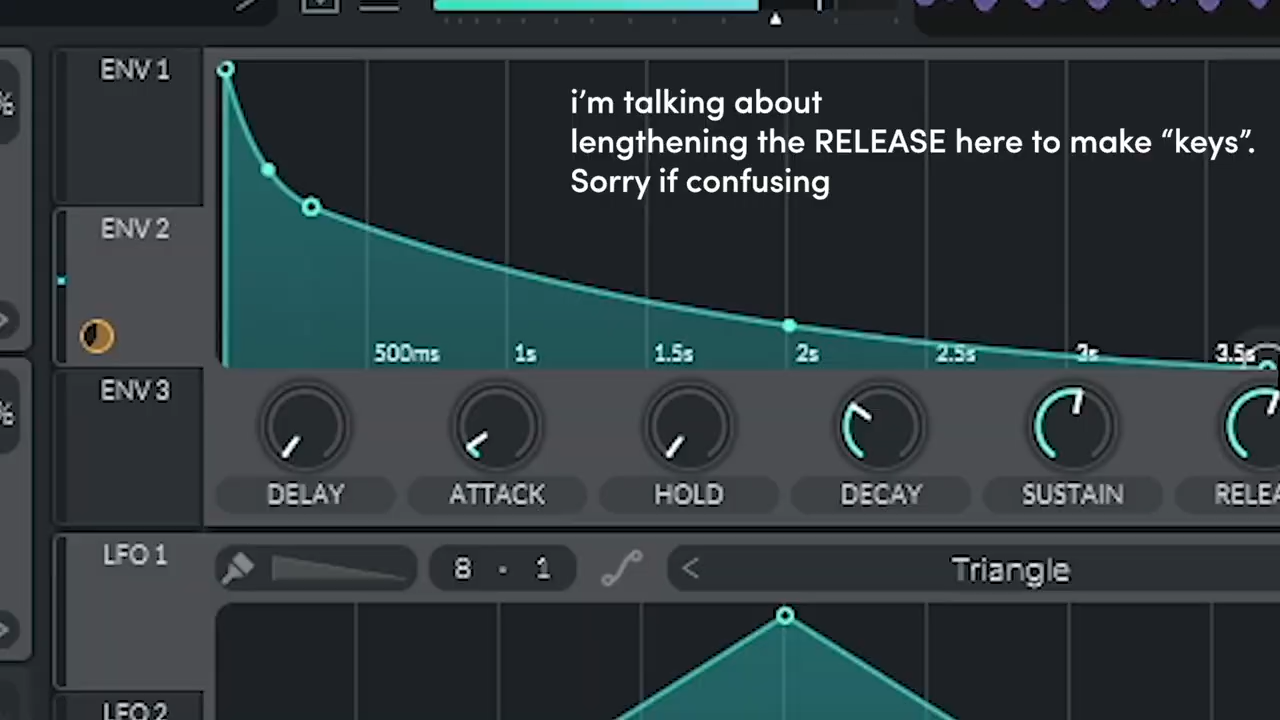 ENV 1
i'm talking about
lengthening the RELEASE here to make “keys”.
Sorry if confusing
ENV 2
500ms 1s 1.5s 2s 2.5s 3s 3.5s
ENV 3
DELAY ATTACK HOLD DECAY SUSTAIN RELEA
LFO 1
8 · 1 < Triangle
LFO 2
%
%